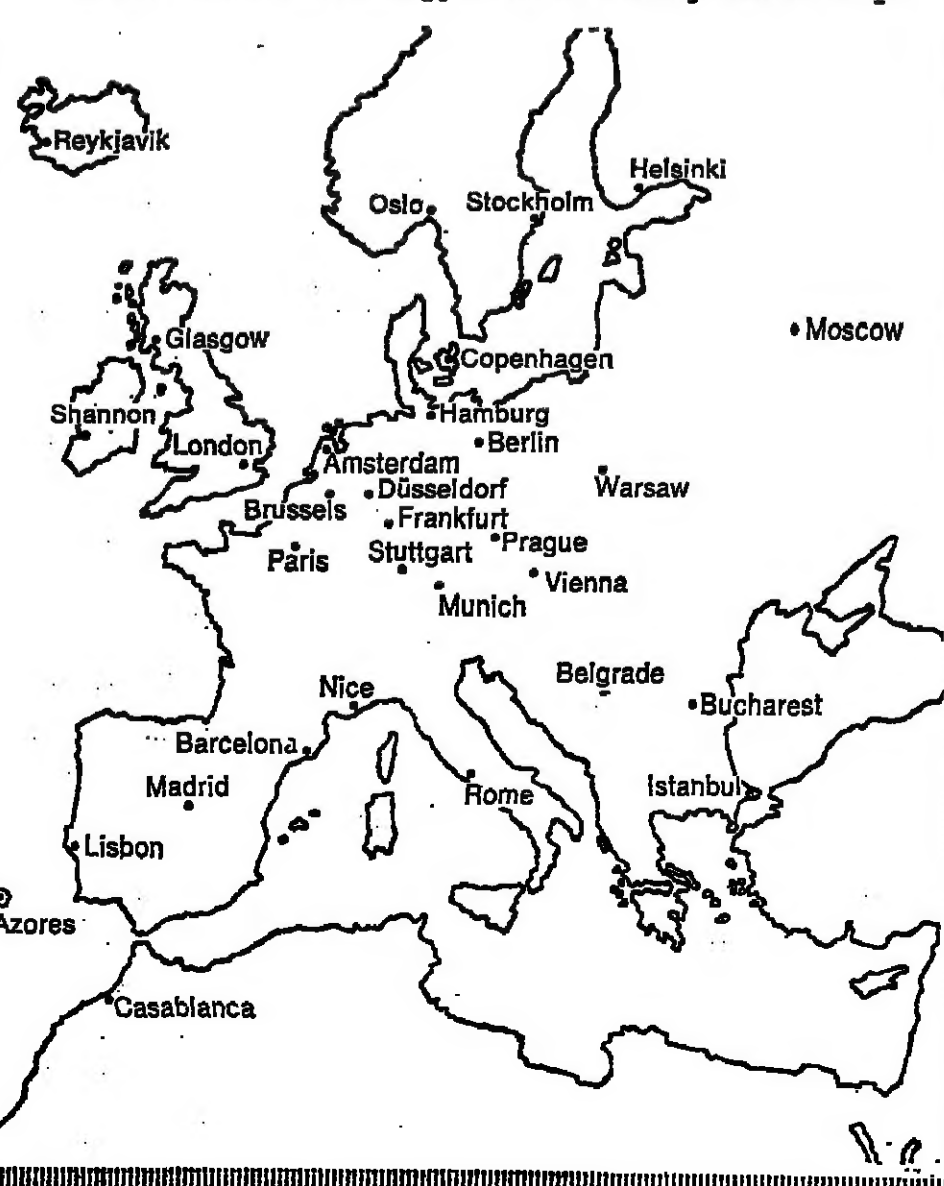 Reykjavik
Helsinki
Oslo
Stockholm
Moscow
Glasgow
Copenhagen
Shannon
Hamburg
London
Berlin
Amsterdam
Düsseldorf
Warsaw
Brussels
Frankfurt
Prague
Paris
Stuttgart
Vienna
Munich
Belgrade
Nice
Bucharest
Barcelona
Madrid
Rome
Istanbul
Lisbon
Azores
Casablanca